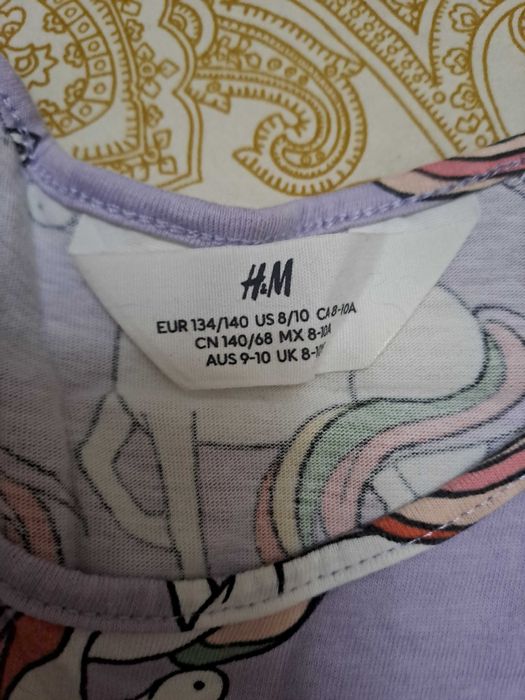 H&M
EUR 134/140 US 8/10 CA 8-10A
CN 140/68 MX 8-10A
AUS 9-10 UK